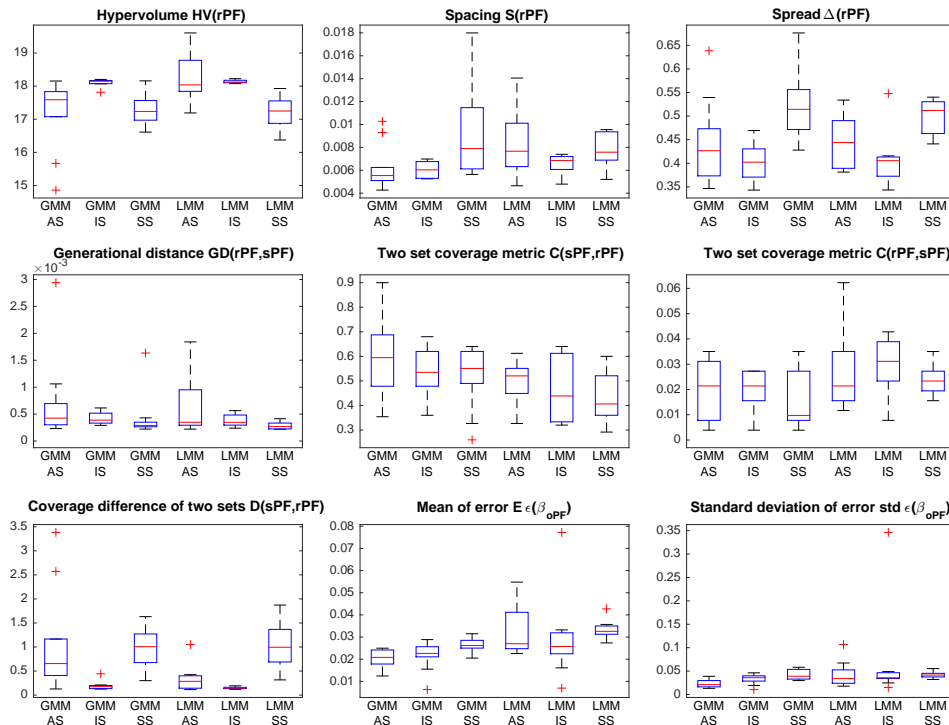 Hypervolume HV(rPF)
19
18
17
16
15
GMM GMM GMM LMM LMM LMM
AS IS SS AS IS SS
Spacing S(rPF)
0.018
0.016
0.014
0.012
0.01
0.008
0.006
0.004
GMM GMM GMM LMM LMM LMM
AS IS SS AS IS SS
Spread Δ(rPF)
0.65
0.6
0.55
0.5
0.45
0.4
0.35
GMM GMM GMM LMM LMM LMM
AS IS SS AS IS SS
Generational distance GD(rPF,sPF)
×10^-3
3
2.5
2
1.5
1
0.5
0
GMM GMM GMM LMM LMM LMM
AS IS SS AS IS SS
Two set coverage metric C(sPF,rPF)
0.9
0.8
0.7
0.6
0.5
0.4
0.3
GMM GMM GMM LMM LMM LMM
AS IS SS AS IS SS
Two set coverage metric C(rPF,sPF)
0.06
0.05
0.04
0.03
0.02
0.01
0
GMM GMM GMM LMM LMM LMM
AS IS SS AS IS SS
Coverage difference of two sets D(sPF,rPF)
3.5
3
2.5
2
1.5
1
0.5
0
GMM GMM GMM LMM LMM LMM
AS IS SS AS IS SS
Mean of error E ϵ(β_oPF)
0.08
0.07
0.06
0.05
0.04
0.03
0.02
0.01
GMM GMM GMM LMM LMM LMM
AS IS SS AS IS SS
Standard deviation of error std ϵ(β_oPF)
0.35
0.3
0.25
0.2
0.15
0.1
0.05
0
GMM GMM GMM LMM LMM LMM
AS IS SS AS IS SS